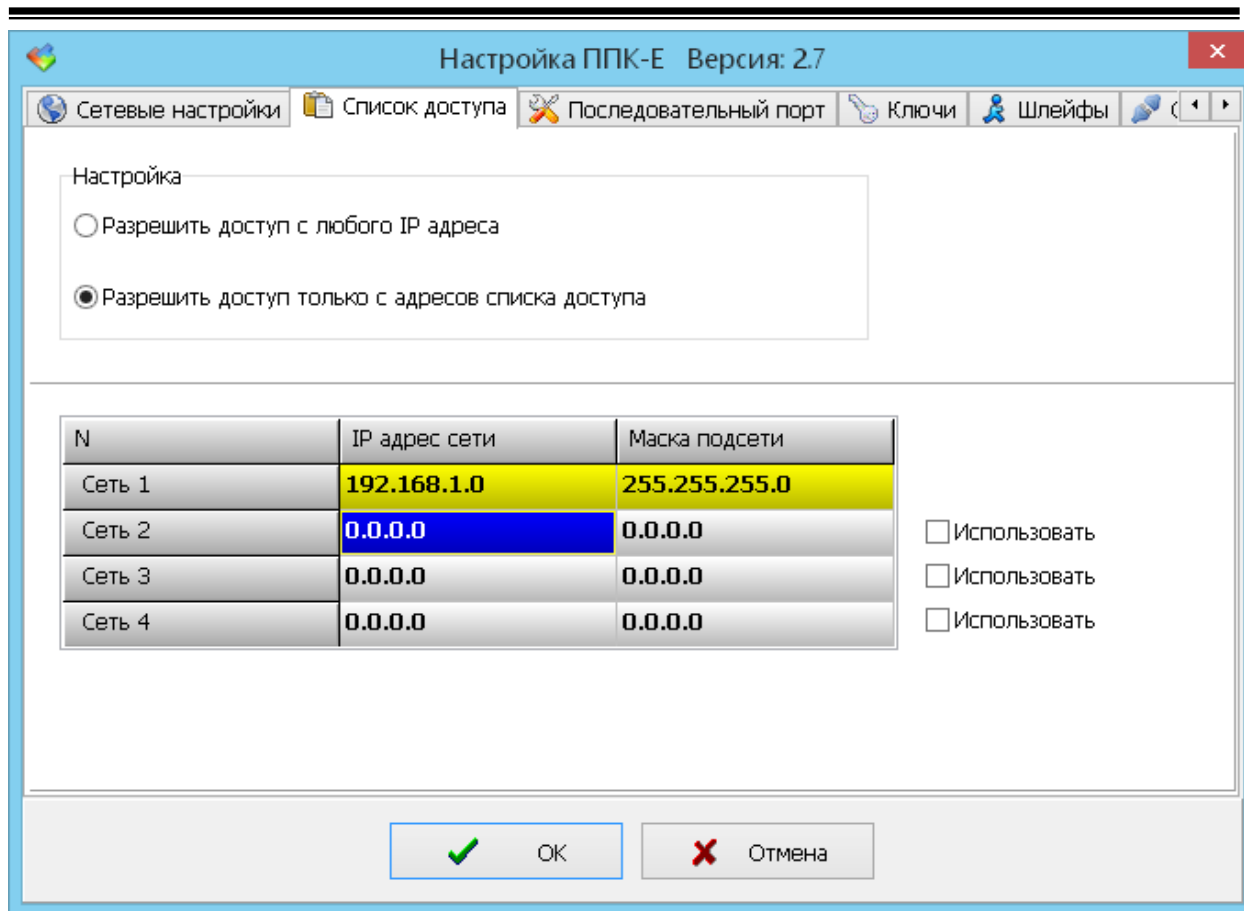 Настройка ППК-Е Версия: 2.7
Сетевые настройки Список доступа Последовательный порт Ключи Шлейфы
Настройка
Разрешить доступ с любого IP адреса
Разрешить доступ только с адресов списка доступа
N IP адрес сети Маска подсети
Сеть 1 192.168.1.0 255.255.255.0
Сеть 2 0.0.0.0 0.0.0.0 Использовать
Сеть 3 0.0.0.0 0.0.0.0 Использовать
Сеть 4 0.0.0.0 0.0.0.0 Использовать
OK Отмена